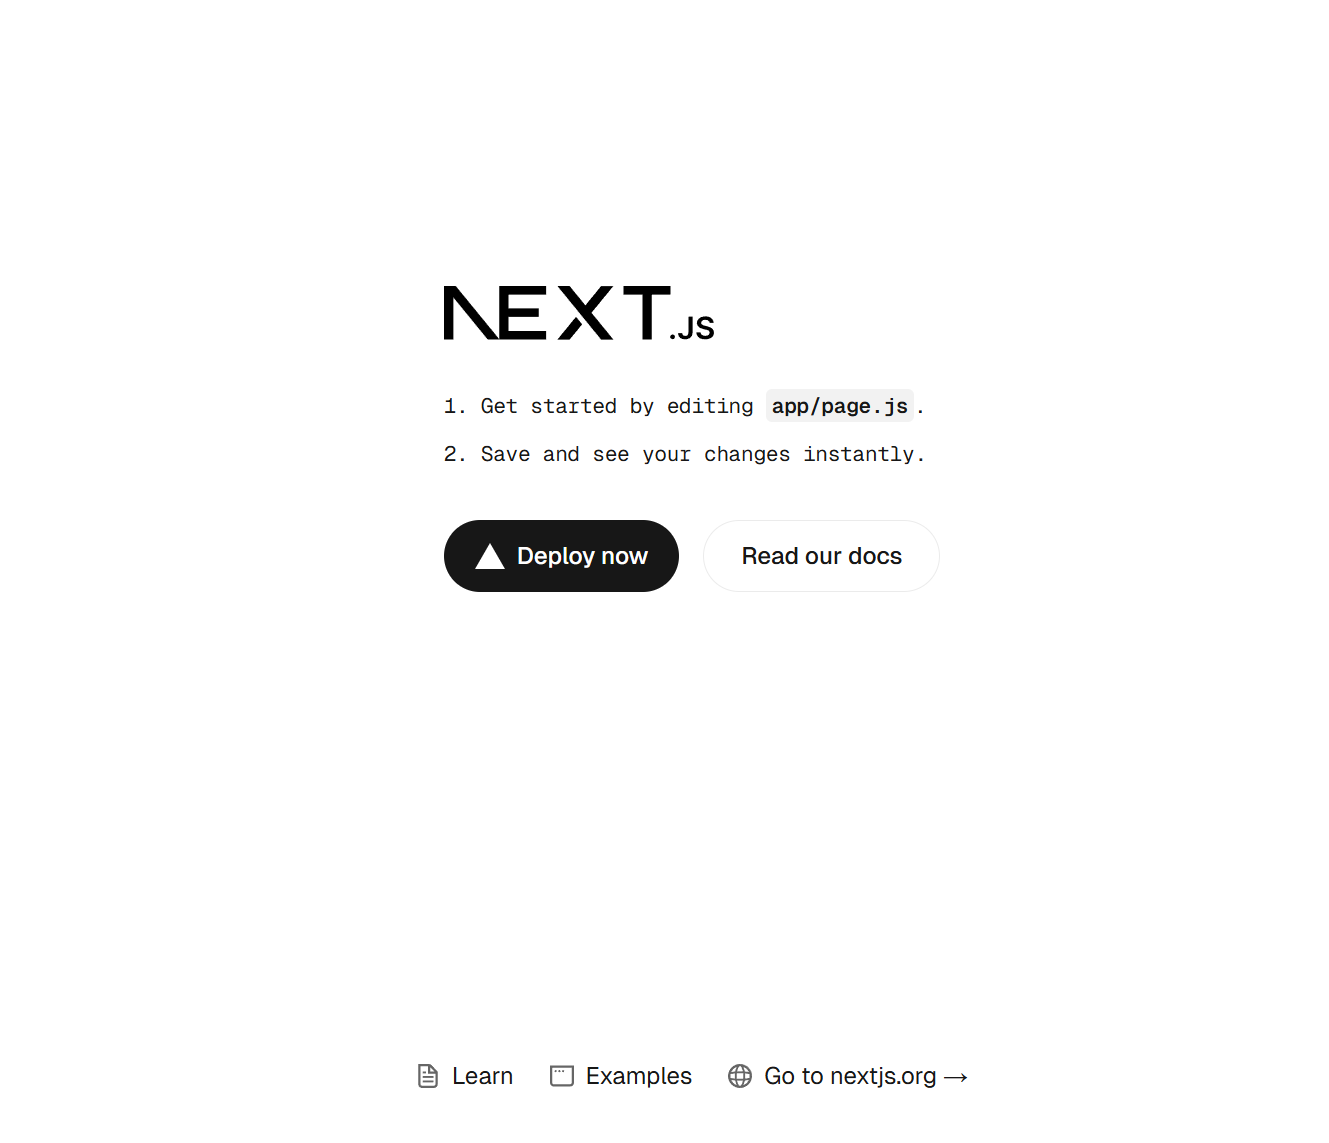 NEXT.JS
1. Get started by editing app/page.js.
2. Save and see your changes instantly.
Deploy now
Read our docs
Learn
Examples
Go to nextjs.org →